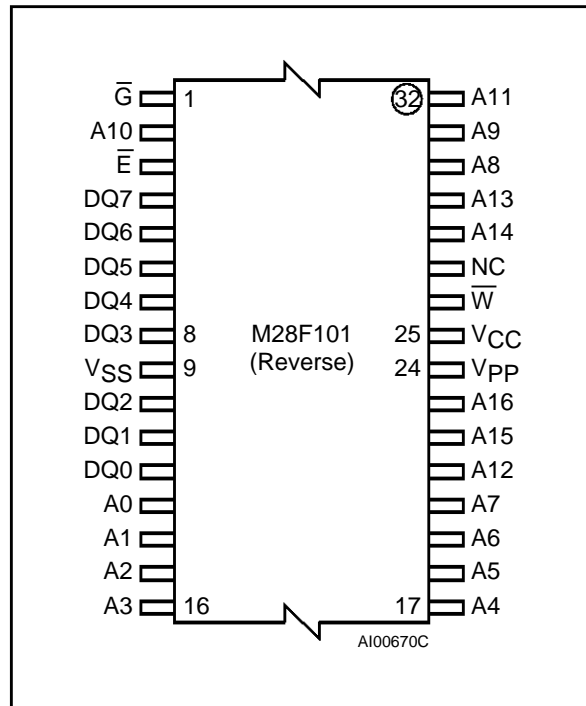 G̅ 1 32 A11
A10 A9
E̅ A8
DQ7 A13
DQ6 A14
DQ5 NC
DQ4 W̅
DQ3 8 M28F101 25 VCC
VSS 9 (Reverse) 24 VPP
DQ2 A16
DQ1 A15
DQ0 A12
A0 A7
A1 A6
A2 A5
A3 16 17 A4
AI00670C